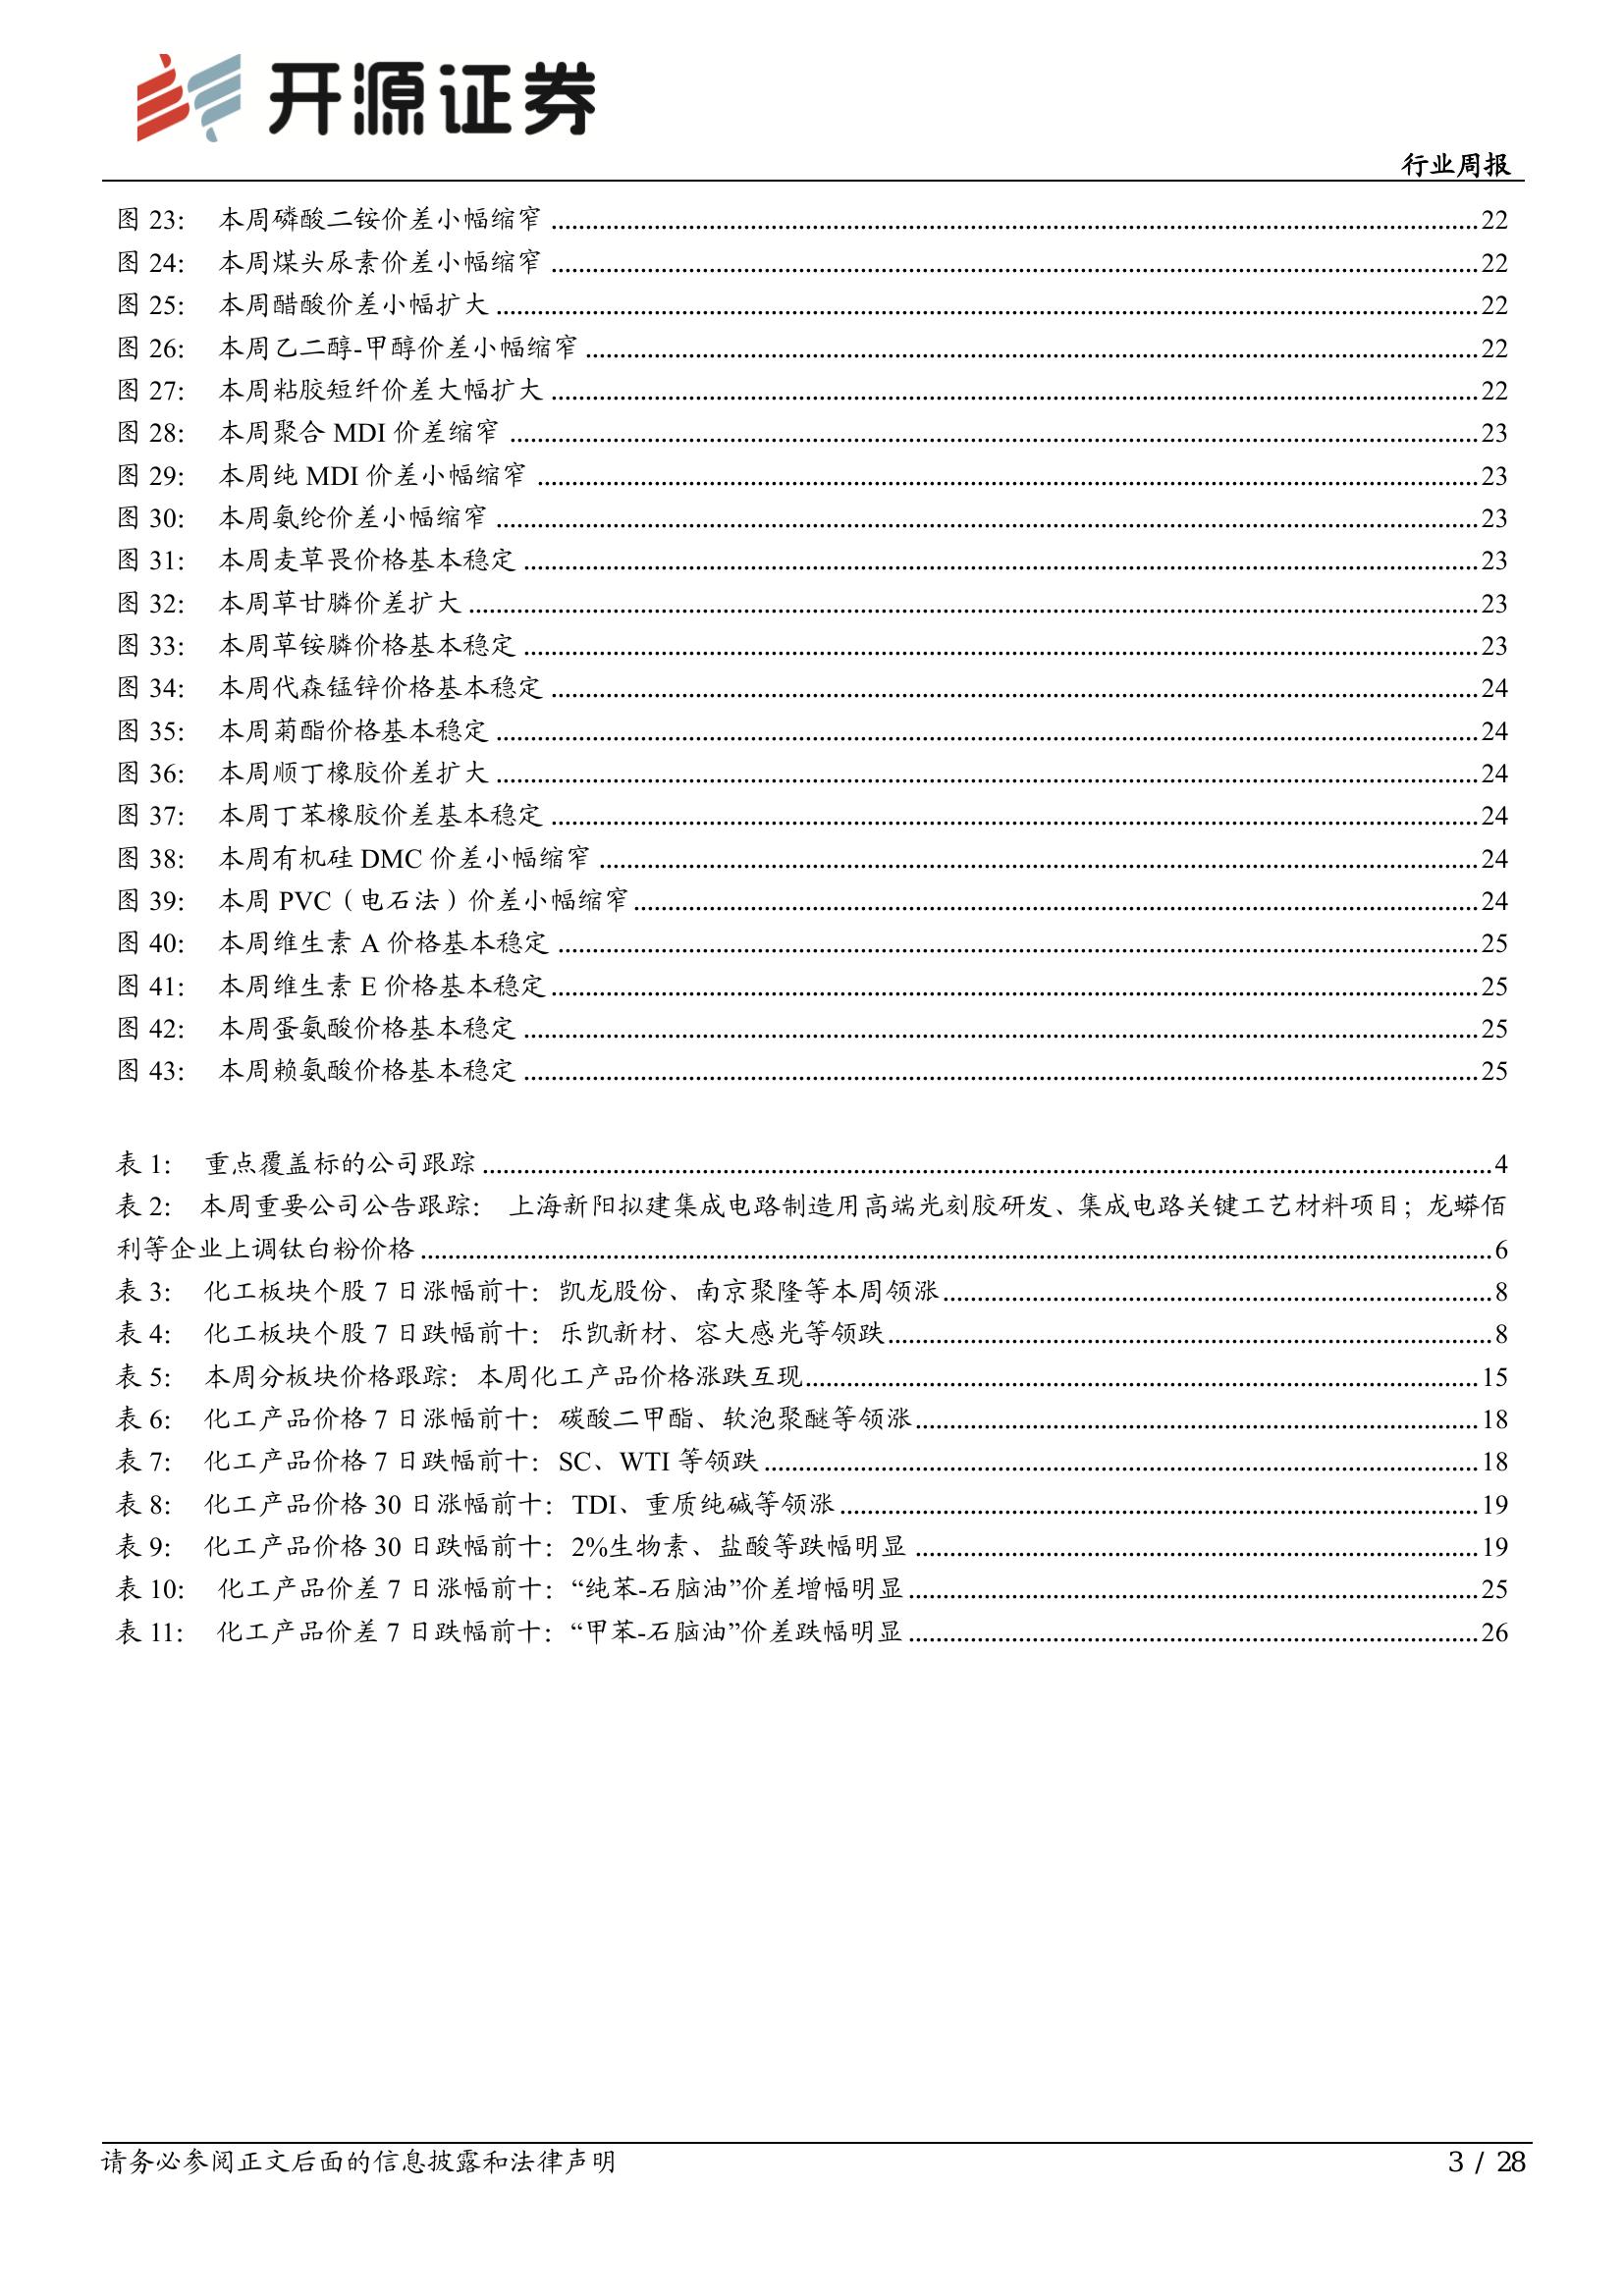 开源证券
行业周报
图 23: 本周磷酸二铵价差小幅缩窄 ........ 22
图 24: 本周煤头尿素价差小幅缩窄 ........ 22
图 25: 本周醋酸价差小幅扩大 ........ 22
图 26: 本周乙二醇-甲醇价差小幅缩窄 ........ 22
图 27: 本周粘胶短纤价差大幅扩大 ........ 22
图 28: 本周聚合 MDI 价差缩窄 ........ 23
图 29: 本周纯 MDI 价差小幅缩窄 ........ 23
图 30: 本周氨纶价差小幅缩窄 ........ 23
图 31: 本周麦草畏价格基本稳定 ........ 23
图 32: 本周草甘膦价差扩大 ........ 23
图 33: 本周草铵膦价格基本稳定 ........ 23
图 34: 本周代森锰锌价格基本稳定 ........ 24
图 35: 本周菊酯价格基本稳定 ........ 24
图 36: 本周顺丁橡胶价差扩大 ........ 24
图 37: 本周丁苯橡胶价差基本稳定 ........ 24
图 38: 本周有机硅 DMC 价差小幅缩窄 ........ 24
图 39: 本周 PVC（电石法）价差小幅缩窄 ........ 24
图 40: 本周维生素 A 价格基本稳定 ........ 25
图 41: 本周维生素 E 价格基本稳定 ........ 25
图 42: 本周蛋氨酸价格基本稳定 ........ 25
图 43: 本周赖氨酸价格基本稳定 ........ 25
表 1: 重点覆盖标的公司跟踪 ........ 4
表 2: 本周重要公司公告跟踪： 上海新阳拟建集成电路制造用高端光刻胶研发、集成电路关键工艺材料项目；龙蟒佰
利等企业上调钛白粉价格 ........ 6
表 3: 化工板块个股 7 日涨幅前十：凯龙股份、南京聚隆等本周领涨 ........ 8
表 4: 化工板块个股 7 日跌幅前十：乐凯新材、容大感光等领跌 ........ 8
表 5: 本周分板块价格跟踪：本周化工产品价格涨跌互现 ........ 15
表 6: 化工产品价格 7 日涨幅前十：碳酸二甲酯、软泡聚醚等领涨 ........ 18
表 7: 化工产品价格 7 日跌幅前十：SC、WTI 等领跌 ........ 18
表 8: 化工产品价格 30 日涨幅前十：TDI、重质纯碱等领涨 ........ 19
表 9: 化工产品价格 30 日跌幅前十：2%生物素、盐酸等跌幅明显 ........ 19
表 10: 化工产品价差 7 日涨幅前十：“纯苯-石脑油”价差增幅明显 ........ 25
表 11: 化工产品价差 7 日跌幅前十：“甲苯-石脑油”价差跌幅明显 ........ 26
请务必参阅正文后面的信息披露和法律声明
3 / 28